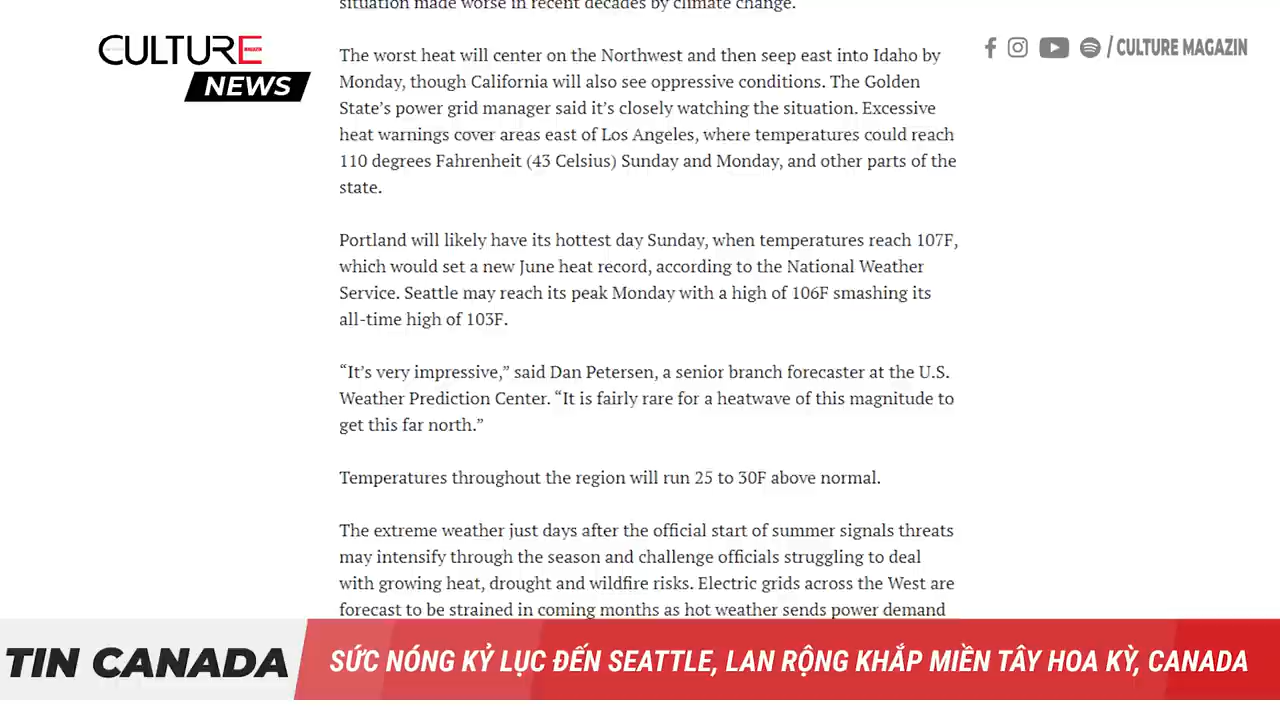 situation made worse in recent decades by climate change.
CULTURE
MAGAZIN
NEWS
/ CULTURE MAGAZIN
The worst heat will center on the Northwest and then seep east into Idaho by
Monday, though California will also see oppressive conditions. The Golden
State’s power grid manager said it’s closely watching the situation. Excessive
heat warnings cover areas east of Los Angeles, where temperatures could reach
110 degrees Fahrenheit (43 Celsius) Sunday and Monday, and other parts of the
state.
Portland will likely have its hottest day Sunday, when temperatures reach 107F,
which would set a new June heat record, according to the National Weather
Service. Seattle may reach its peak Monday with a high of 106F smashing its
all-time high of 103F.
“It’s very impressive,” said Dan Petersen, a senior branch forecaster at the U.S.
Weather Prediction Center. “It is fairly rare for a heatwave of this magnitude to
get this far north.”
Temperatures throughout the region will run 25 to 30F above normal.
The extreme weather just days after the official start of summer signals threats
may intensify through the season and challenge officials struggling to deal
with growing heat, drought and wildfire risks. Electric grids across the West are
forecast to be strained in coming months as hot weather sends power demand
TIN CANADA
SỨC NÓNG KỶ LỤC ĐẾN SEATTLE, LAN RỘNG KHẮP MIỀN TÂY HOA KỲ, CANADA